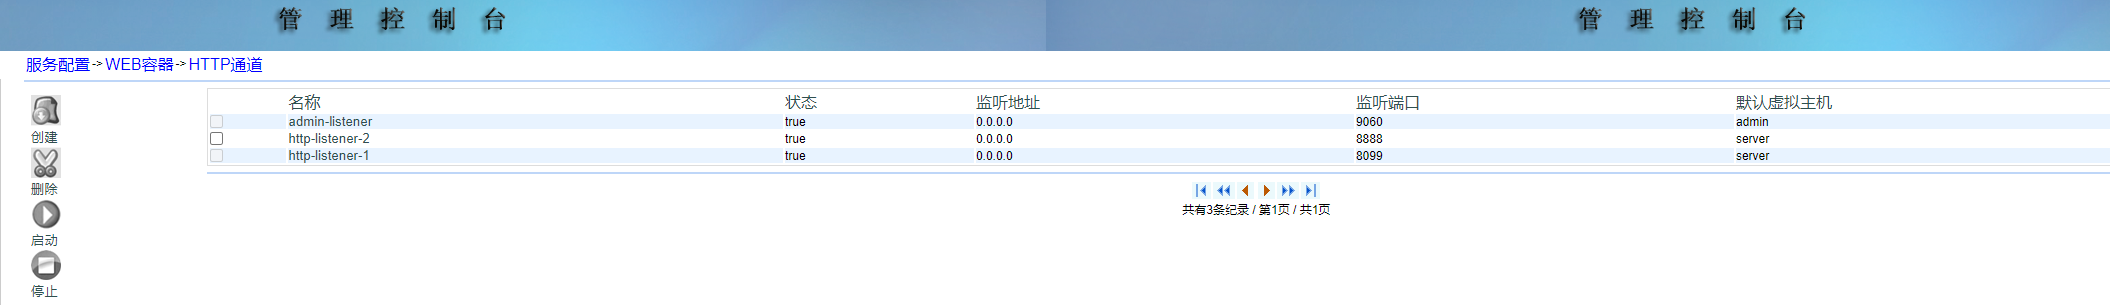 管理控制台 管理控制台
服务配置->WEB容器->HTTP通道
名称 状态 监听地址 监听端口 默认虚拟主机
admin-listener true 0.0.0.0 9060 admin
http-listener-2 true 0.0.0.0 8888 server
http-listener-1 true 0.0.0.0 8099 server
创建
删除
启动
停止
共有3条纪录 / 第1页 / 共1页